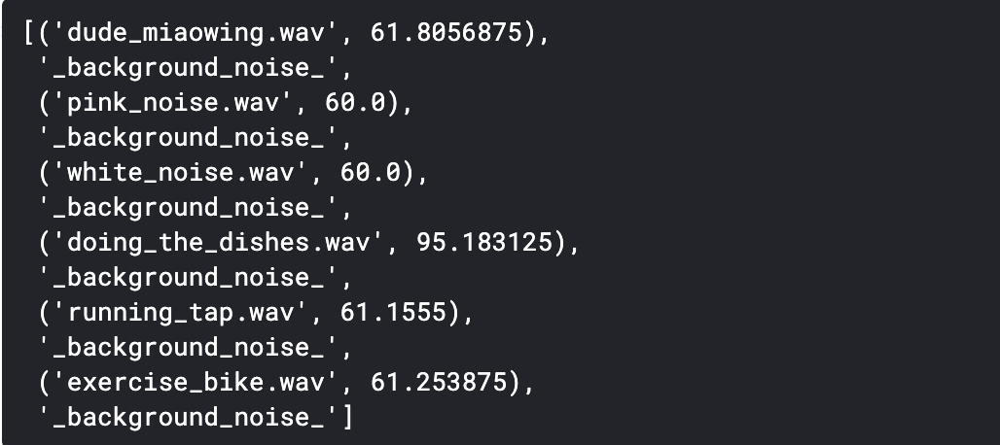 [('dude_miaowing.wav', 61.8056875),
'_background_noise_',
('pink_noise.wav', 60.0),
'_background_noise_',
('white_noise.wav', 60.0),
'_background_noise_',
('doing_the_dishes.wav', 95.183125),
'_background_noise_',
('running_tap.wav', 61.1555),
'_background_noise_',
('exercise_bike.wav', 61.253875),
'_background_noise_']